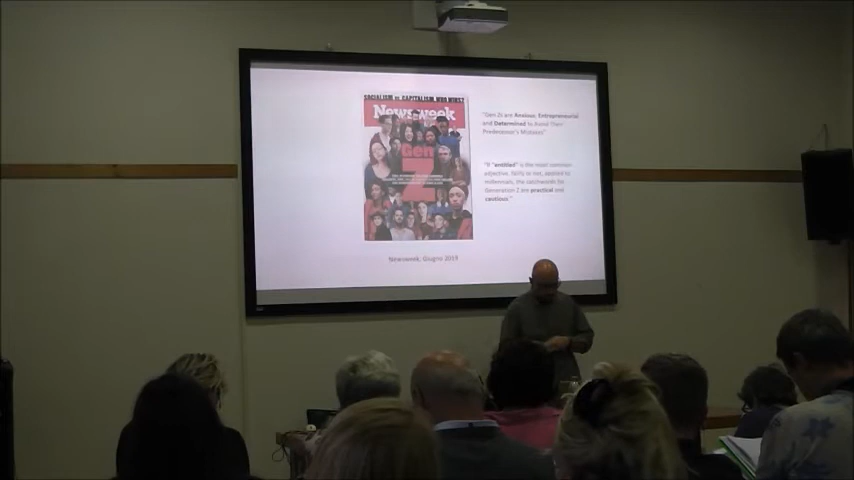 SOCIALISM or CAPITALISM: WHO WINS?
Newsweek
Gen
Z
"Gen Zs are Anxious, Entrepreneurial
and Determined to Avoid Their
Predecessor's Mistakes"
"If "entitled" is the most common
adjective, fairly or not, applied to
millennials, the catchwords for
Generation Z are practical and
cautious."
Newsweek, Giugno 2019